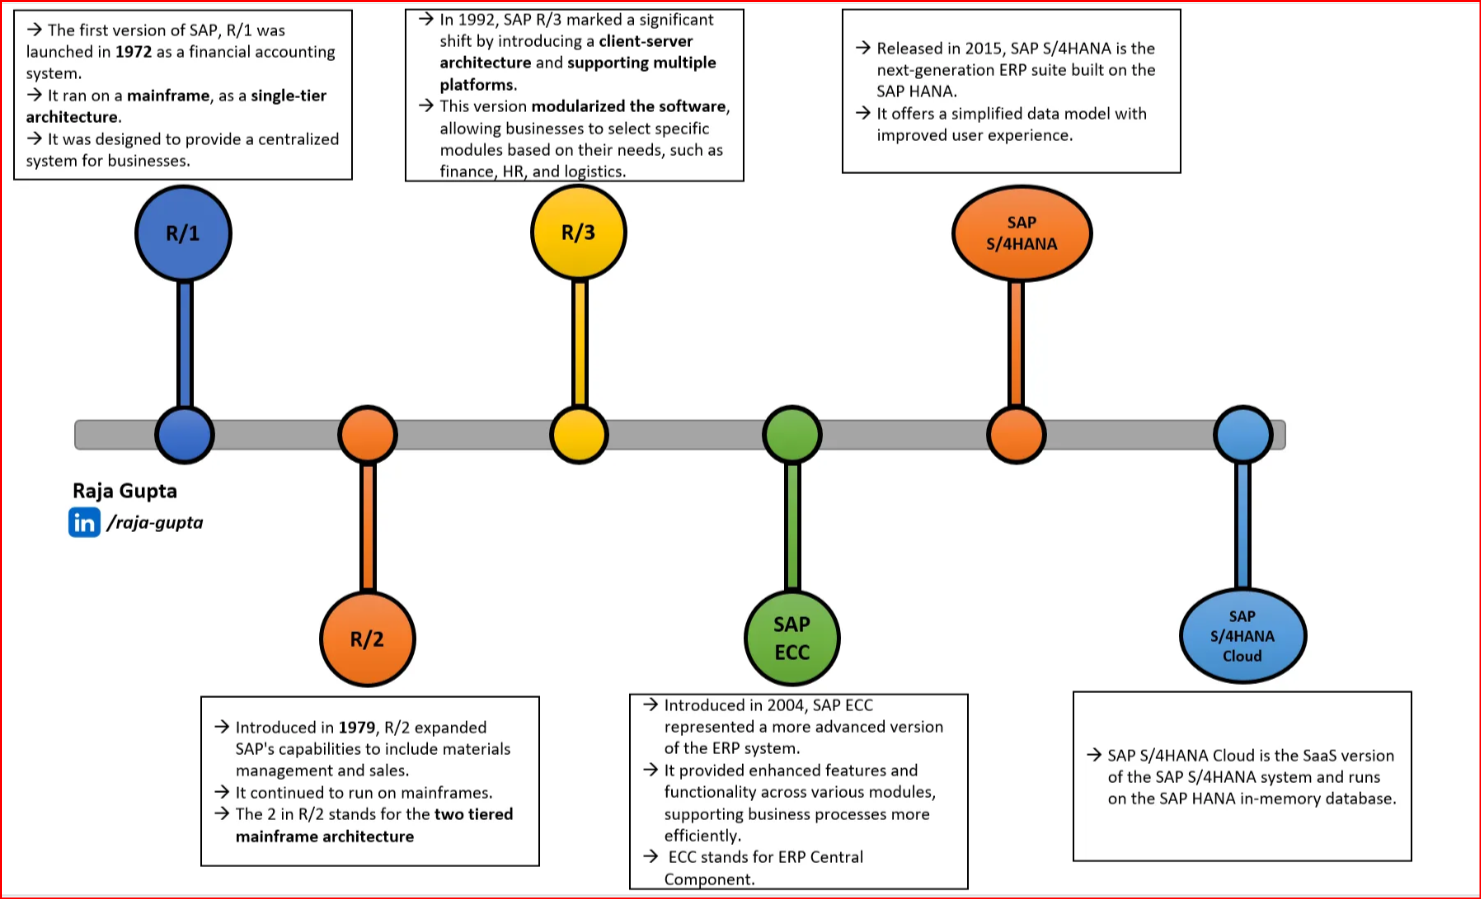 → The first version of SAP, R/1 was
launched in 1972 as a financial accounting
system.
→ It ran on a mainframe, as a single-tier
architecture.
→ It was designed to provide a centralized
system for businesses.
→ In 1992, SAP R/3 marked a significant
shift by introducing a client-server
architecture and supporting multiple
platforms.
→ This version modularized the software,
allowing businesses to select specific
modules based on their needs, such as
finance, HR, and logistics.
→ Released in 2015, SAP S/4HANA is the
next-generation ERP suite built on the
SAP HANA.
→ It offers a simplified data model with
improved user experience.
R/1
R/3
SAP
S/4HANA
Raja Gupta
in /raja-gupta
R/2
SAP
ECC
SAP
S/4HANA
Cloud
→ Introduced in 1979, R/2 expanded
SAP's capabilities to include materials
management and sales.
→ It continued to run on mainframes.
→ The 2 in R/2 stands for the two tiered
mainframe architecture
→ Introduced in 2004, SAP ECC
represented a more advanced version
of the ERP system.
→ It provided enhanced features and
functionality across various modules,
supporting business processes more
efficiently.
→ ECC stands for ERP Central
Component.
→ SAP S/4HANA Cloud is the SaaS version
of the SAP S/4HANA system and runs
on the SAP HANA in-memory database.